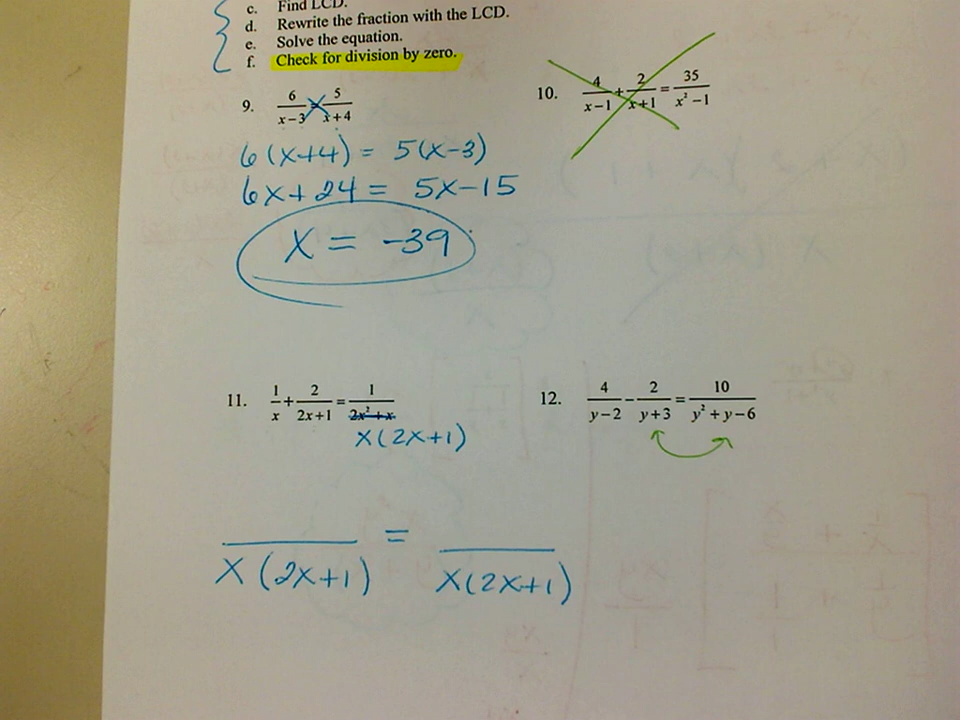 c. Find LCD.
d. Rewrite the fraction with the LCD.
e. Solve the equation.
f. Check for division by zero.
9. 6/(x−3) = 5/(x+4)
10. 4/(x−1) + 2/(x+1) = 35/(x²−1)
6(x+4) = 5(x-3)
6x+24 = 5x-15
x = -39
11. 1/x + 2/(2x+1) = 1/(2x²+x)
12. 4/(y−2) − 2/(y+3) = 10/(y²+y−6)
x(2x+1)
=
x(2x+1) x(2x+1)